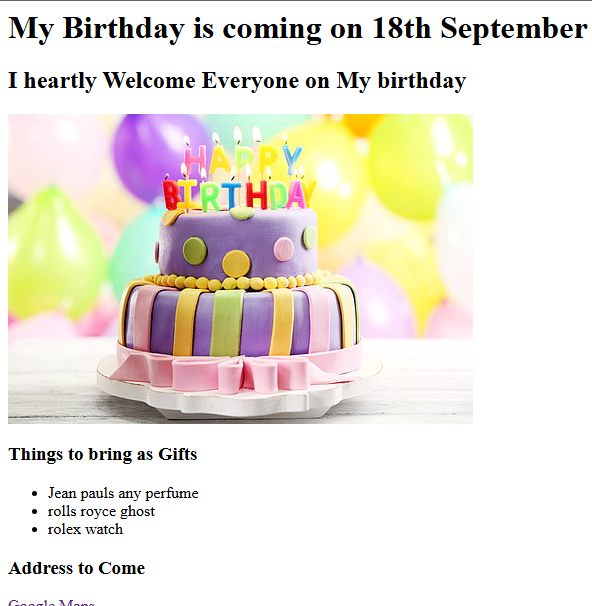 My Birthday is coming on 18th September
I heartly Welcome Everyone on My birthday
HAPPY
BIRTHDAY
Things to bring as Gifts
Jean pauls any perfume
rolls royce ghost
rolex watch
Address to Come
Google Maps